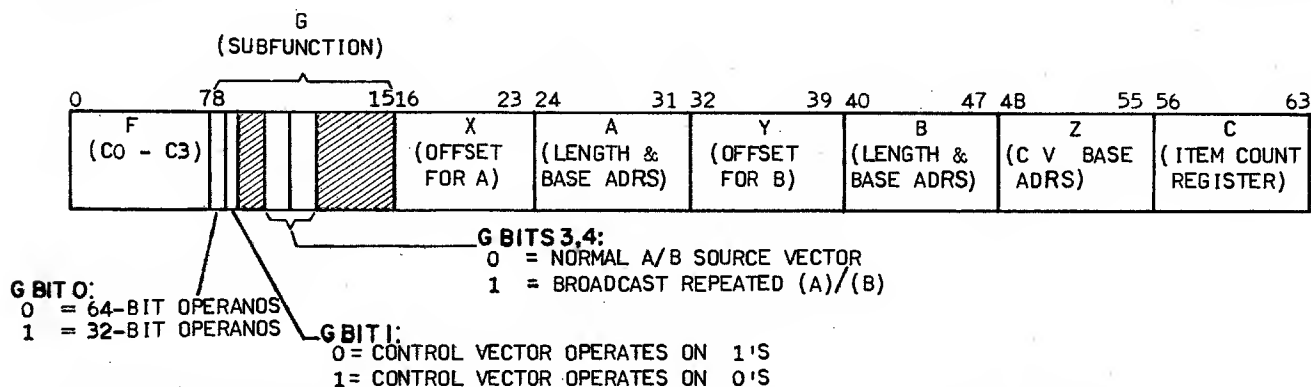 G
(SUBFUNCTION)
0 78 1516 23 24 31 32 39 40 47 48 55 56 63
F X A Y B Z C
(C0 - C3) (OFFSET (LENGTH & (OFFSET (LENGTH & (C V BASE (ITEM COUNT
FOR A) BASE ADRS) FOR B) BASE ADRS) ADRS) REGISTER)
G BITS 3,4:
0 = NORMAL A/B SOURCE VECTOR
1 = BROADCAST REPEATED (A)/(B)
G BIT 0:
0 = 64-BIT OPERANOS
1 = 32-BIT OPERANOS
G BIT 1:
0 = CONTROL VECTOR OPERATES ON 1'S
1 = CONTROL VECTOR OPERATES ON 0'S